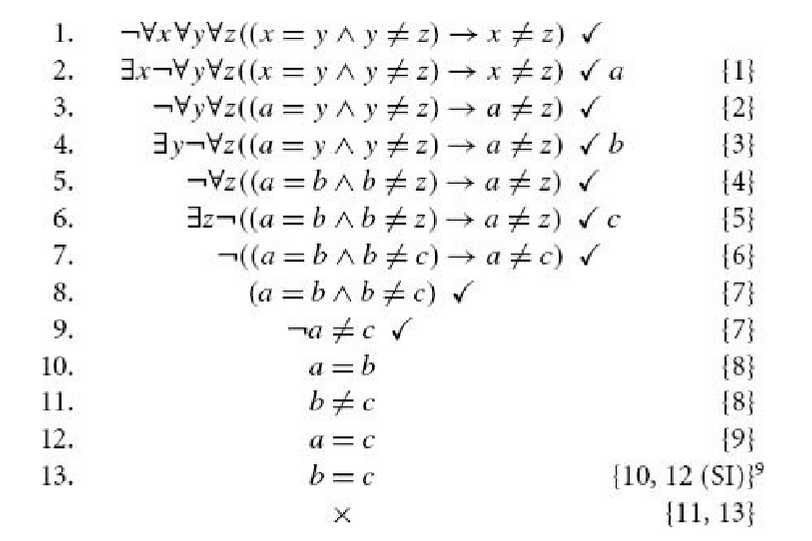 1. ¬∀x∀y∀z((x = y ∧ y ≠ z) → x ≠ z) ✓
2. ∃x¬∀y∀z((x = y ∧ y ≠ z) → x ≠ z) ✓ a {1}
3. ¬∀y∀z((a = y ∧ y ≠ z) → a ≠ z) ✓ {2}
4. ∃y¬∀z((a = y ∧ y ≠ z) → a ≠ z) ✓ b {3}
5. ¬∀z((a = b ∧ b ≠ z) → a ≠ z) ✓ {4}
6. ∃z¬((a = b ∧ b ≠ z) → a ≠ z) ✓ c {5}
7. ¬((a = b ∧ b ≠ c) → a ≠ c) ✓ {6}
8. (a = b ∧ b ≠ c) ✓ {7}
9. ¬a ≠ c ✓ {7}
10. a = b {8}
11. b ≠ c {8}
12. a = c {9}
13. b = c {10, 12 (SI)}⁹
× {11, 13}